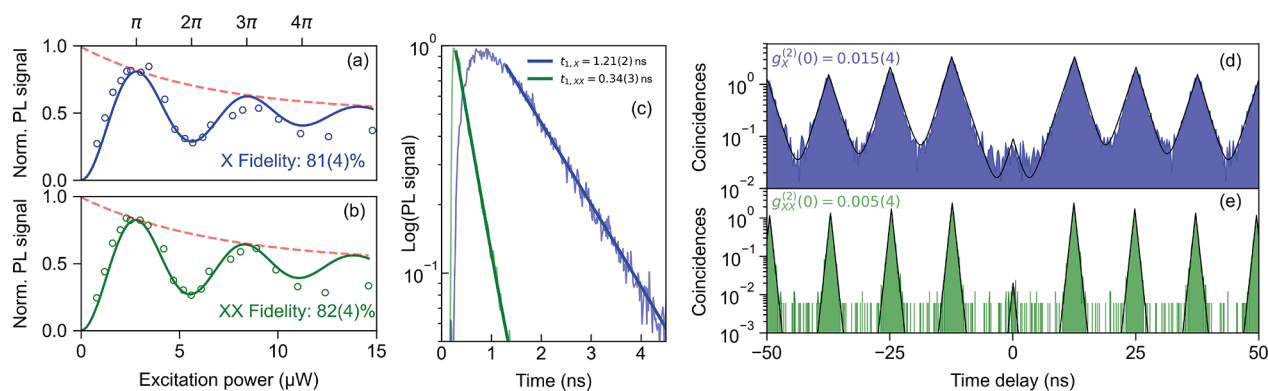 π 2π 3π 4π
Norm. PL signal
1.0
0.5
0.0
(a)
X Fidelity: 81(4)%
Norm. PL signal
1.0
0.5
0.0
(b)
XX Fidelity: 82(4)%
0 5 10 15
Excitation power (μW)
Log(PL signal)
10⁰
10⁻¹
t₁,X = 1.21(2) ns
t₁,XX = 0.34(3) ns
(c)
0 1 2 3 4
Time (ns)
Coincidences
10⁰
10⁻¹
10⁻²
g_X^(2)(0) = 0.015(4)
(d)
Coincidences
10⁰
10⁻¹
10⁻²
10⁻³
g_XX^(2)(0) = 0.005(4)
(e)
−50 −25 0 25 50
Time delay (ns)